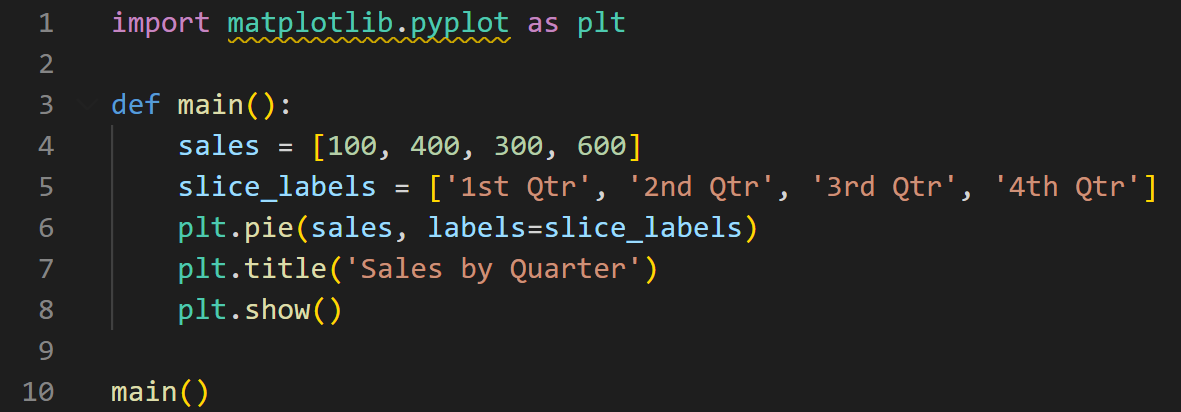 1 import matplotlib.pyplot as plt
2
3 def main():
4     sales = [100, 400, 300, 600]
5     slice_labels = ['1st Qtr', '2nd Qtr', '3rd Qtr', '4th Qtr']
6     plt.pie(sales, labels=slice_labels)
7     plt.title('Sales by Quarter')
8     plt.show()
9
10 main()